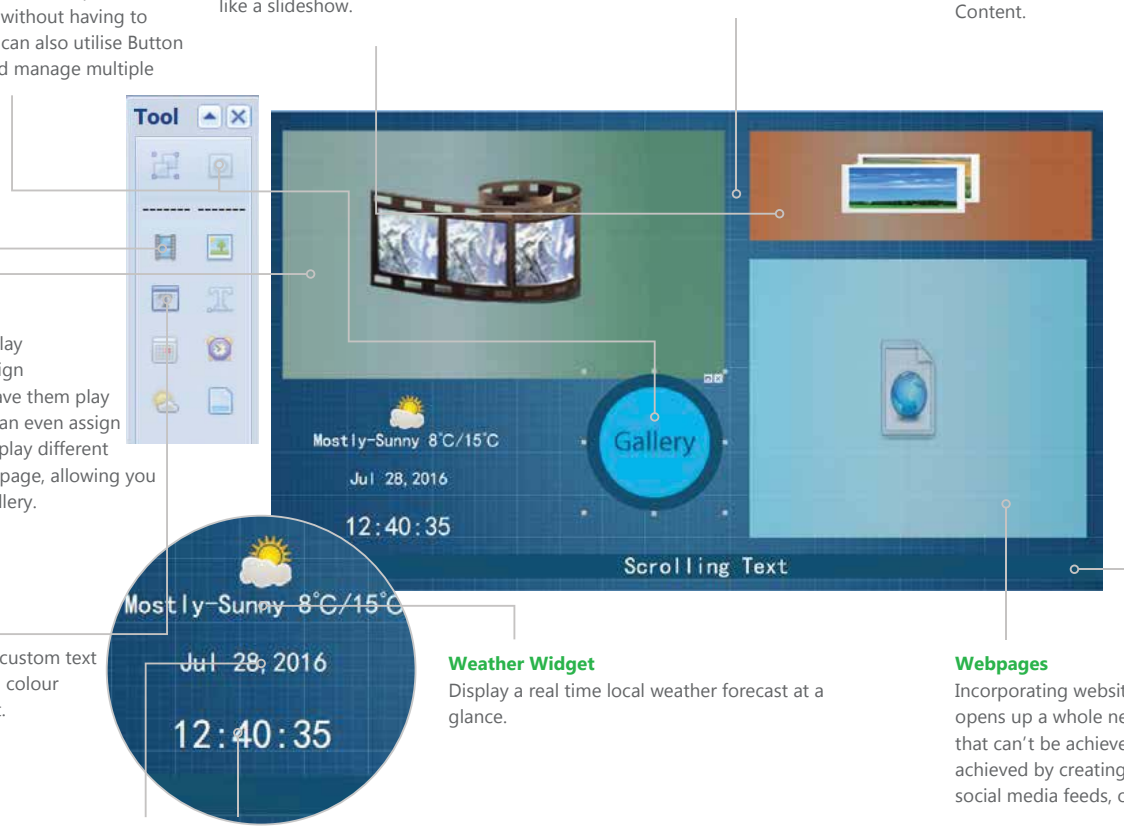 without having to
can also utilise Button
manage multiple
like a slideshow.
Content.
Tool
Mostly-Sunny 8°C/15°C
Jul 28,2016
12:40:35
Gallery
Scrolling Text
lay
ign
ave them play
an even assign
play different
page, allowing you
llery.
custom text
colour
Mostly-Sunny 8°C/15°C
Jul 28, 2016
12:40:35
Weather Widget
Display a real time local weather forecast at a
glance.
Webpages
Incorporating websit
opens up a whole ne
that can't be achieve
achieved by creating
social media feeds, c